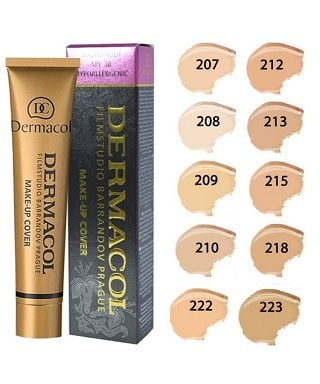 Dermacol
DERMACOL
FILMSTUDIO BARRANDOV PRAGUE
MAKE-UP COVER
WATERPROOF
SPF 30
HYPOALLERGENIC
DERMACOL
FILMSTUDIO BARRANDOV PRAGUE
MAKE-UP COVER
207
212
208
213
209
215
210
218
222
223